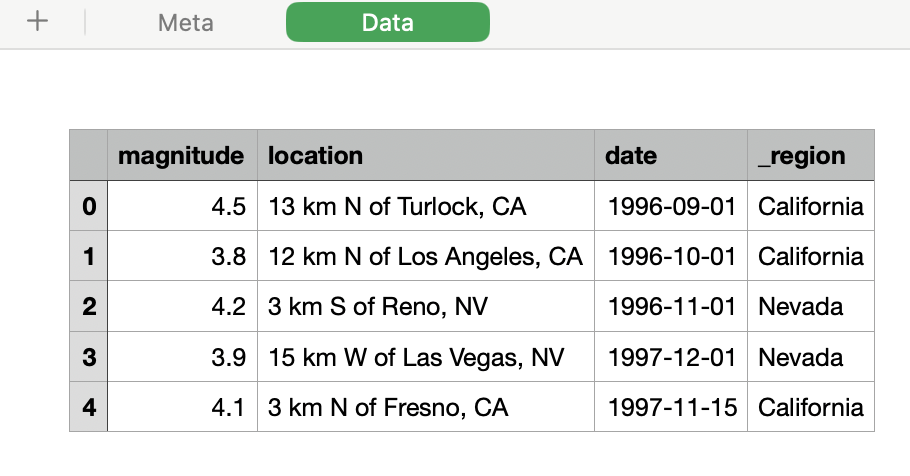 + Meta Data
magnitude location date _region
0 4.5 13 km N of Turlock, CA 1996-09-01 California
1 3.8 12 km N of Los Angeles, CA 1996-10-01 California
2 4.2 3 km S of Reno, NV 1996-11-01 Nevada
3 3.9 15 km W of Las Vegas, NV 1997-12-01 Nevada
4 4.1 3 km N of Fresno, CA 1997-11-15 California